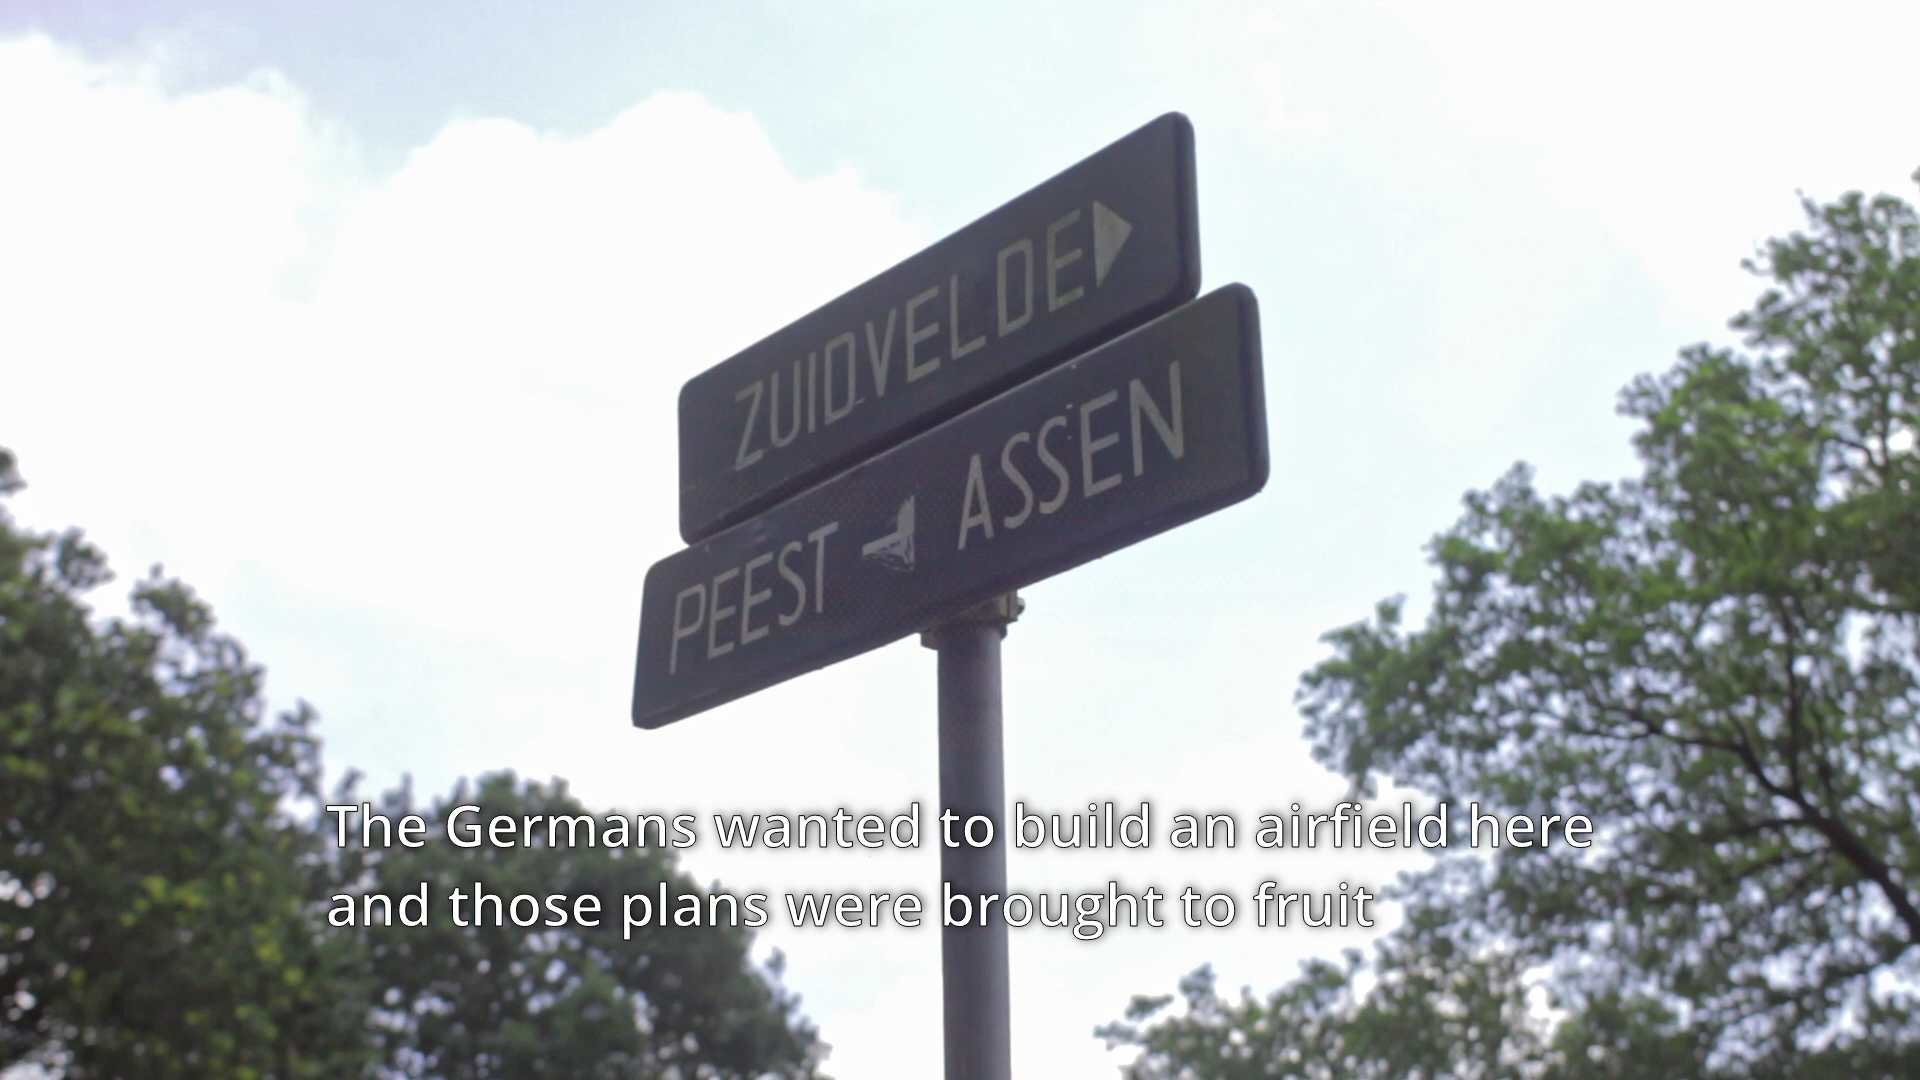 ZUIDVELDE
PEEST ASSEN
The Germans wanted to build an airfield here
and those plans were brought to fruit